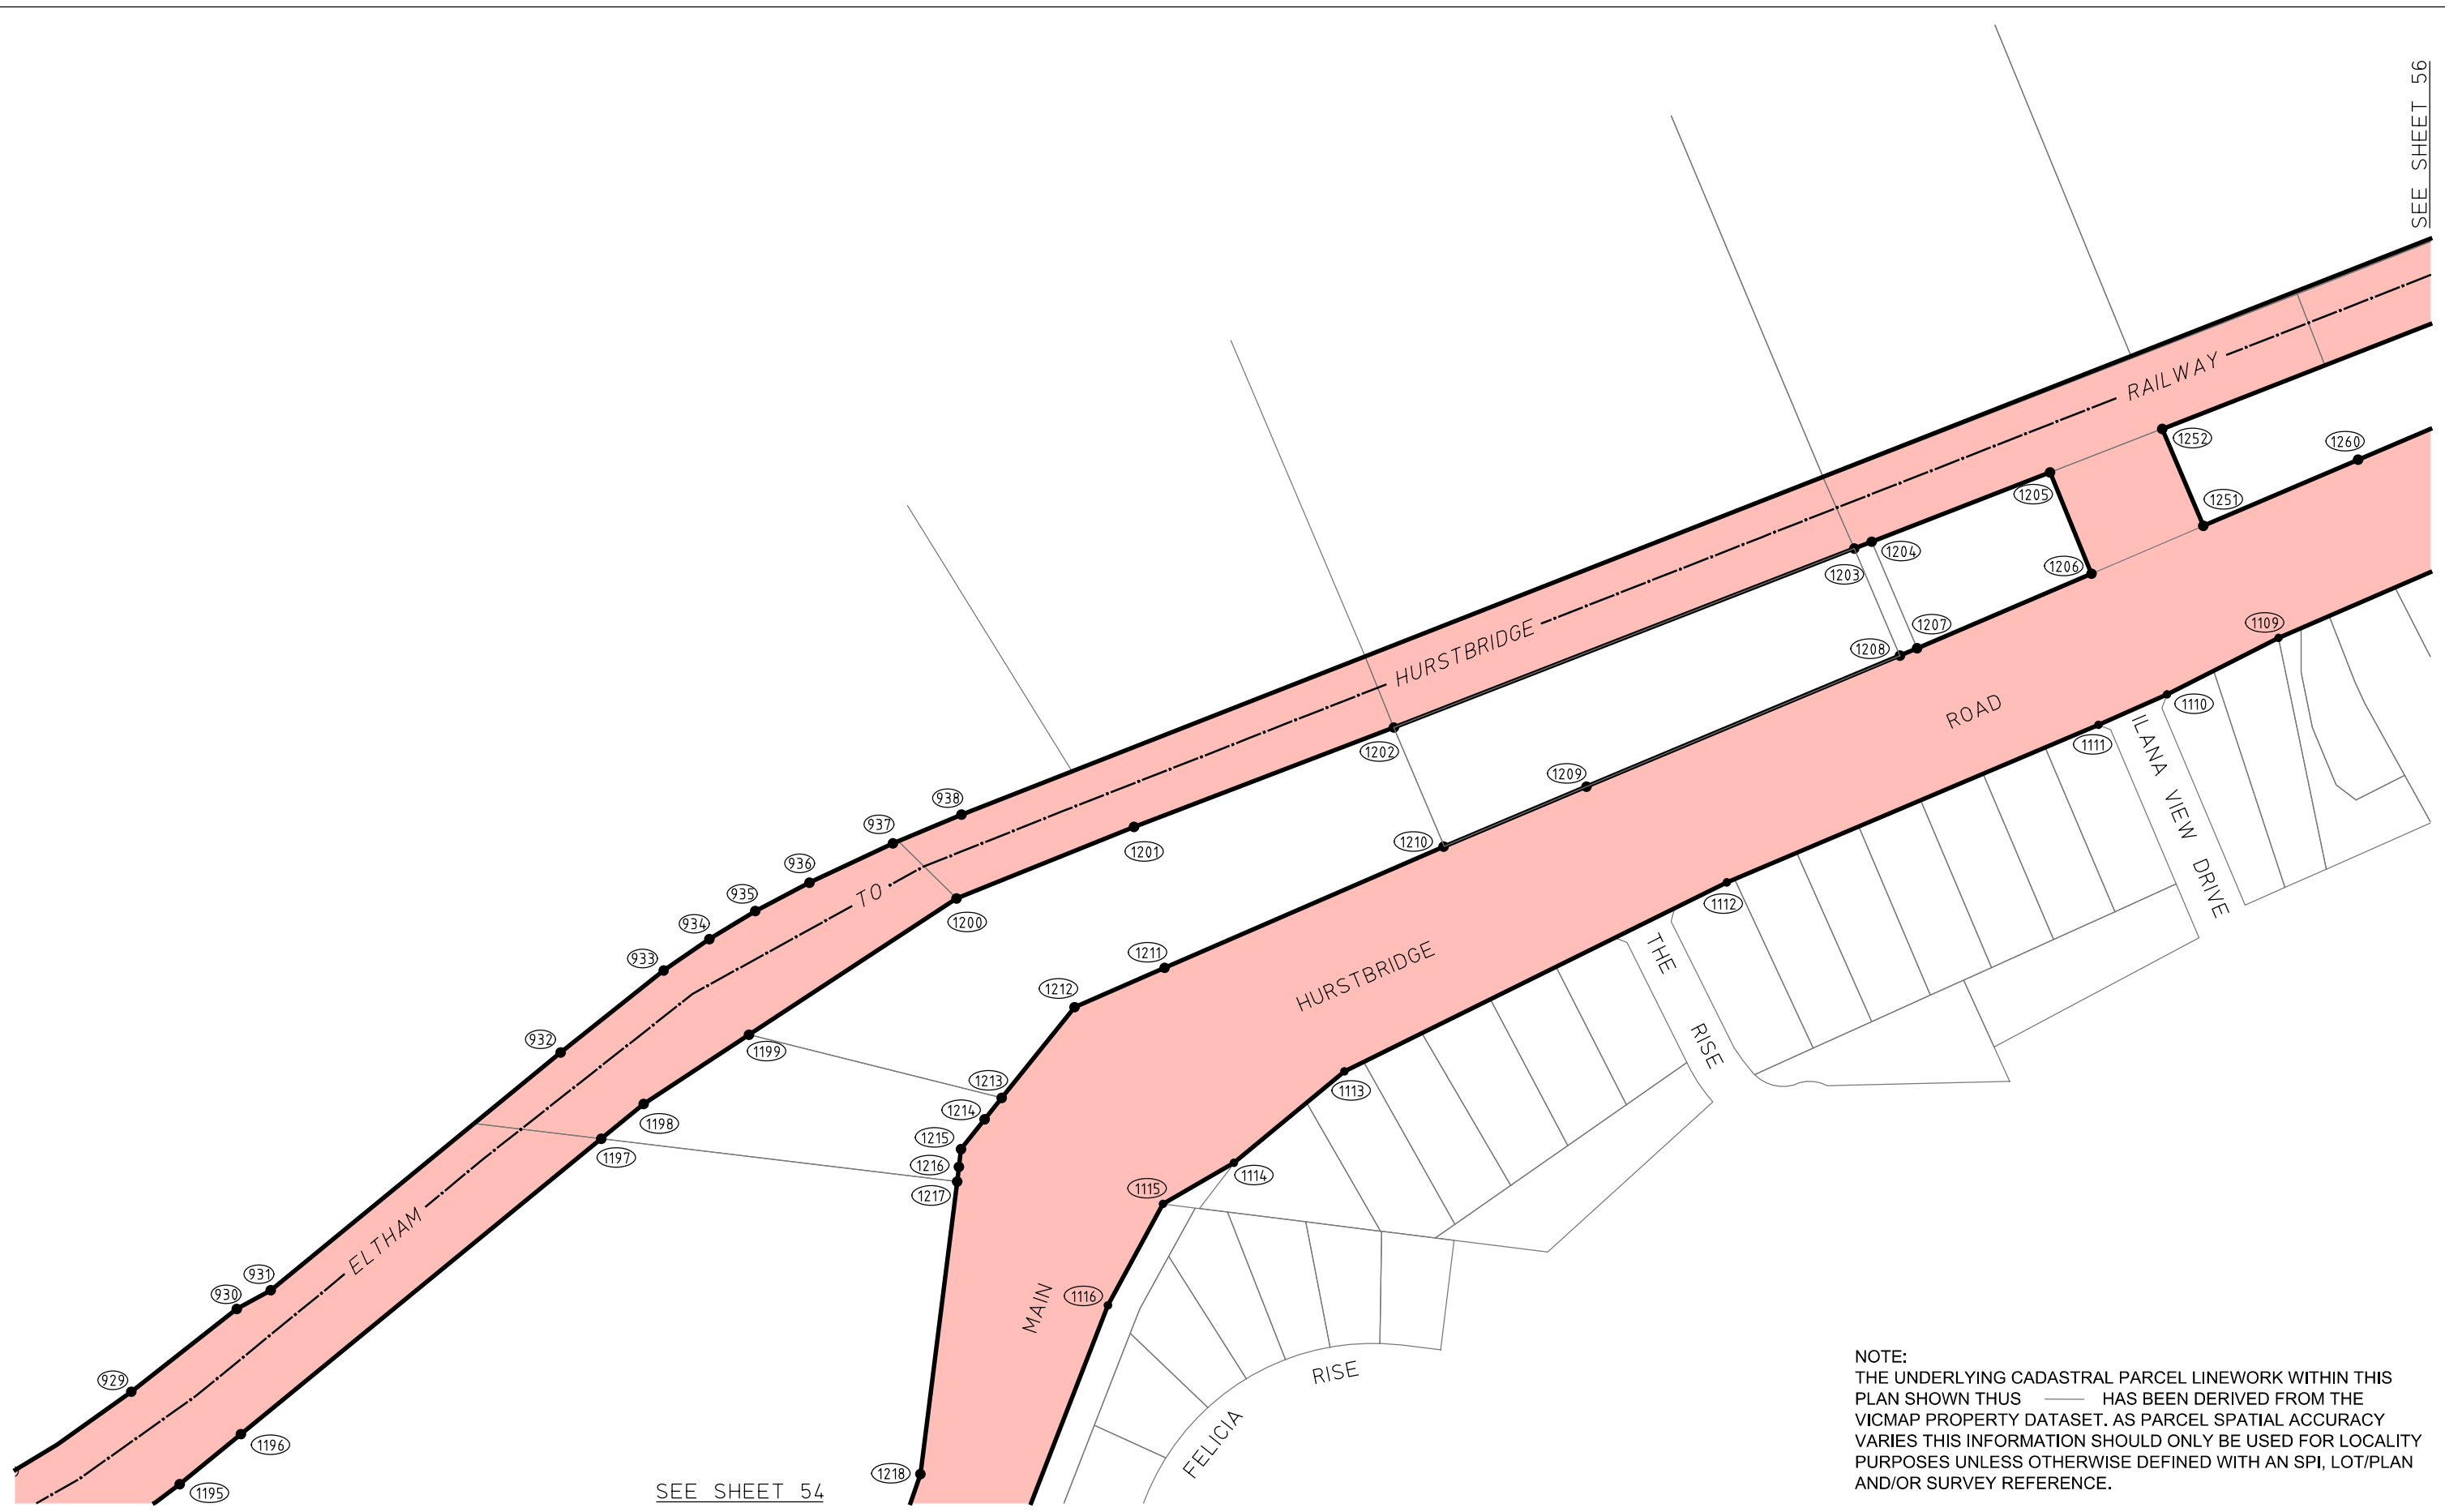 SEE SHEET 56
RAILWAY
1252
1260
1205
1251
1204
1203
1206
1207
1109
HURSTBRIDGE
1208
1110
ROAD
1202
1111
ILANA VIEW DRIVE
1209
938
937
1201
1210
936
TO
935
1112
1200
934
THE RISE
1211
933
HURSTBRIDGE
1212
932
1199
1213
1214
1113
1198
1215
1197
1216
1114
1115
1217
ELTHAM
931
1116
930
MAIN
929
RISE
FELICIA
1196
1218
1195
SEE SHEET 54
NOTE:
THE UNDERLYING CADASTRAL PARCEL LINEWORK WITHIN THIS
PLAN SHOWN THUS HAS BEEN DERIVED FROM THE
VICMAP PROPERTY DATASET. AS PARCEL SPATIAL ACCURACY
VARIES THIS INFORMATION SHOULD ONLY BE USED FOR LOCALITY
PURPOSES UNLESS OTHERWISE DEFINED WITH AN SPI, LOT/PLAN
AND/OR SURVEY REFERENCE.